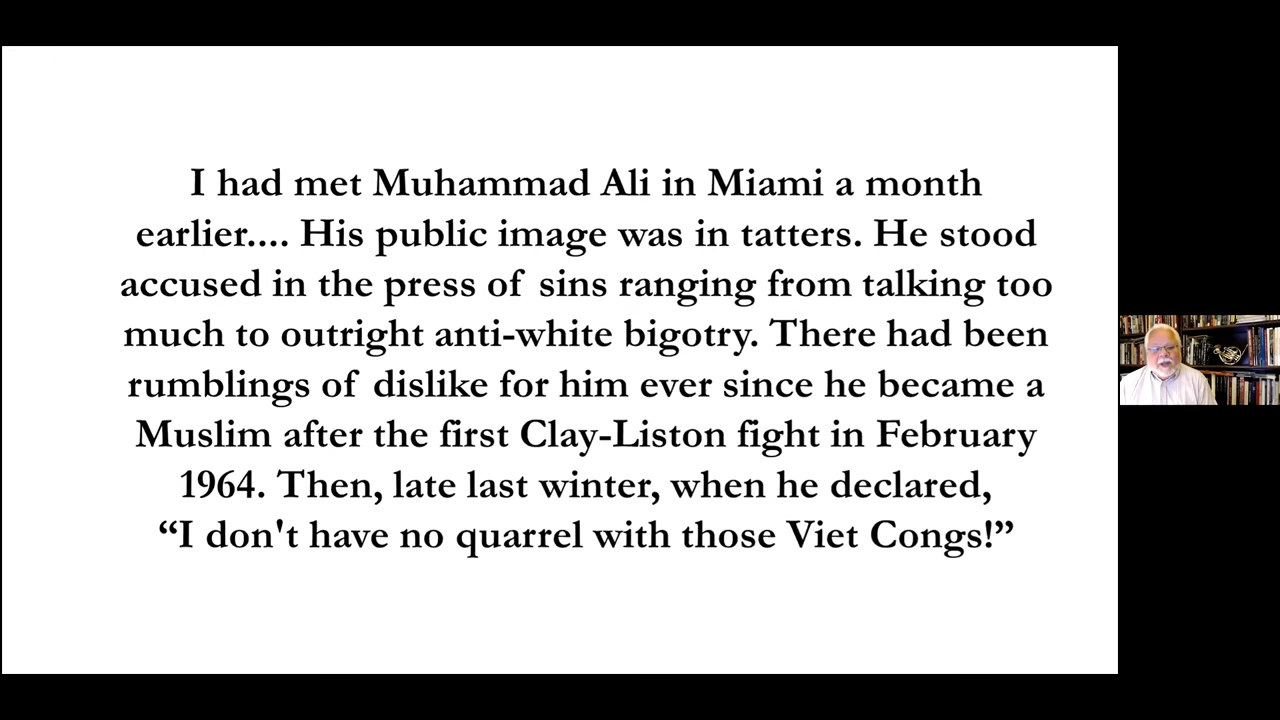 I had met Muhammad Ali in Miami a month
earlier.... His public image was in tatters. He stood
accused in the press of sins ranging from talking too
much to outright anti-white bigotry. There had been
rumblings of dislike for him ever since he became a
Muslim after the first Clay-Liston fight in February
1964. Then, late last winter, when he declared,
“I don't have no quarrel with those Viet Congs!”